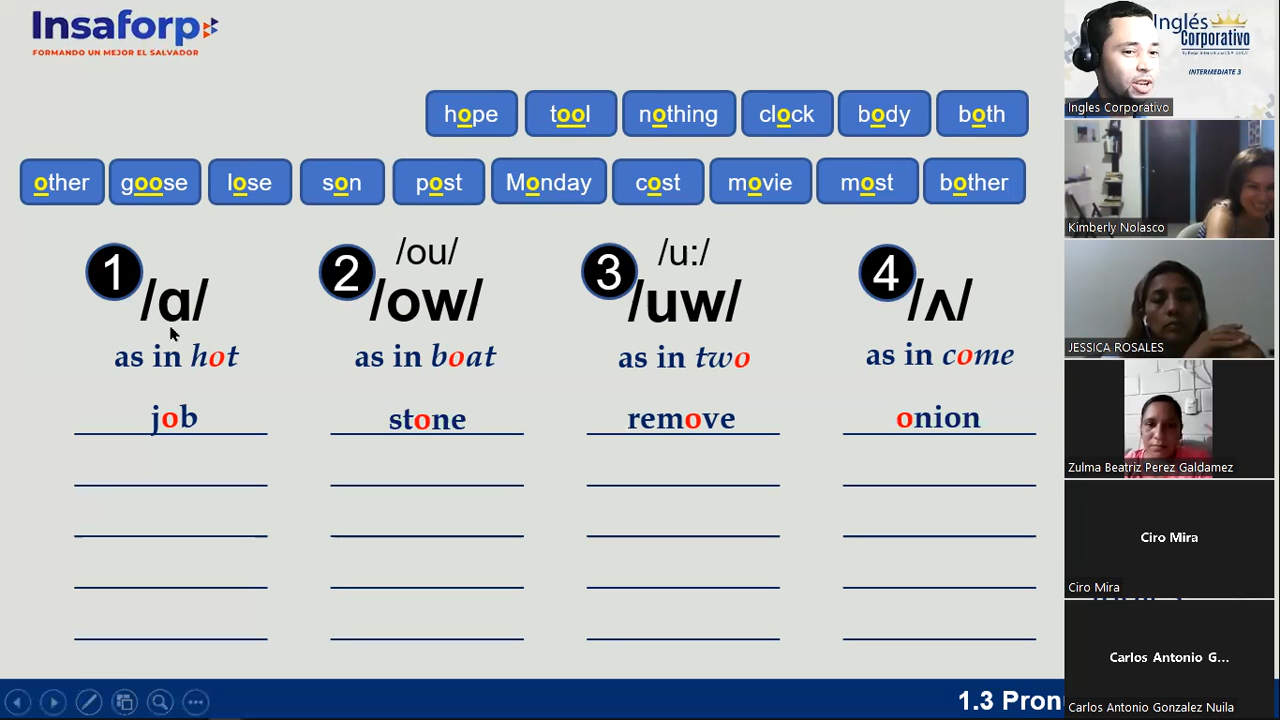 Insaforp
FORMANDO UN MEJOR EL SALVADOR
hope tool nothing clock body both
other goose lose son post Monday cost movie most bother
1 /ɑ/
as in hot
job
2 /ou/
/ow/
as in boat
stone
3 /u:/
/uw/
as in two
remove
4 /ʌ/
as in come
onion
1.3 Pron
Inglés
Corporativo
INTERMEDIATE 3
Ingles Corporativo
Kimberly Nolasco
JESSICA ROSALES
Zulma Beatriz Perez Galdamez
Ciro Mira
Ciro Mira
Carlos Antonio G...
Carlos Antonio Gonzalez Nuila